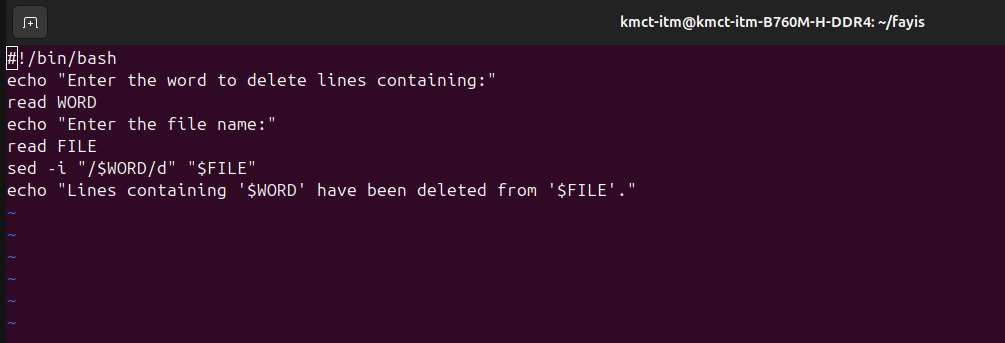 kmct-itm@kmct-itm-B760M-H-DDR4: ~/fayis
#!/bin/bash
echo "Enter the word to delete lines containing:"
read WORD
echo "Enter the file name:"
read FILE
sed -i "/$WORD/d" "$FILE"
echo "Lines containing '$WORD' have been deleted from '$FILE'."
~
~
~
~
~
~